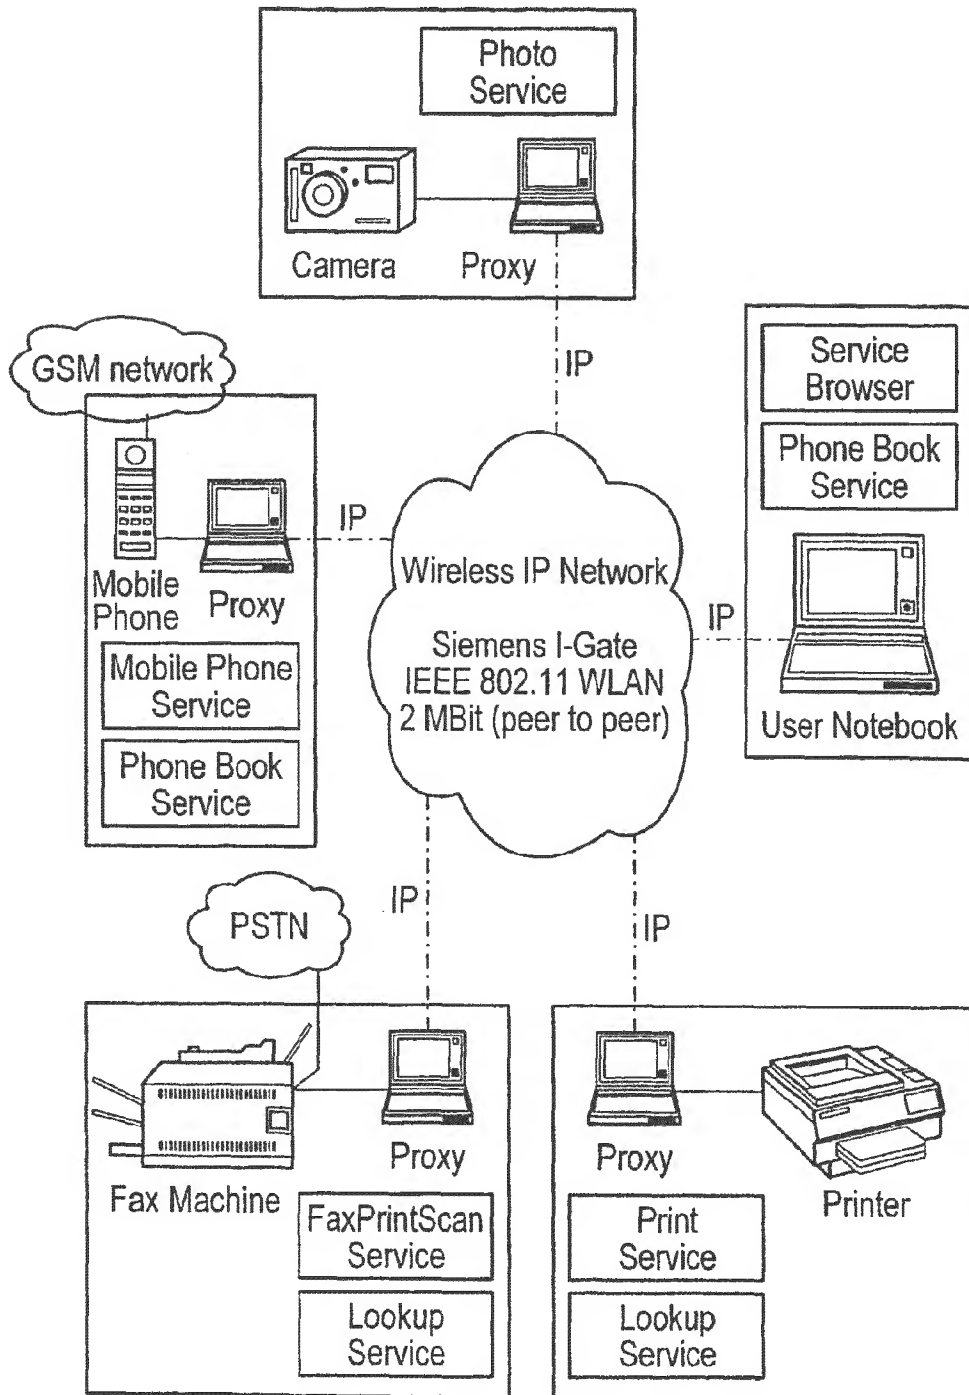 Photo
Service
Camera
Proxy
IP
GSM network
Mobile
Phone
Proxy
Mobile Phone
Service
Phone Book
Service
IP
Wireless IP Network
Siemens I-Gate
IEEE 802.11 WLAN
2 MBit (peer to peer)
IP
Service
Browser
Phone Book
Service
User Notebook
IP
IP
PSTN
Fax Machine
Proxy
FaxPrintScan
Service
Lookup
Service
Proxy
Printer
Print
Service
Lookup
Service